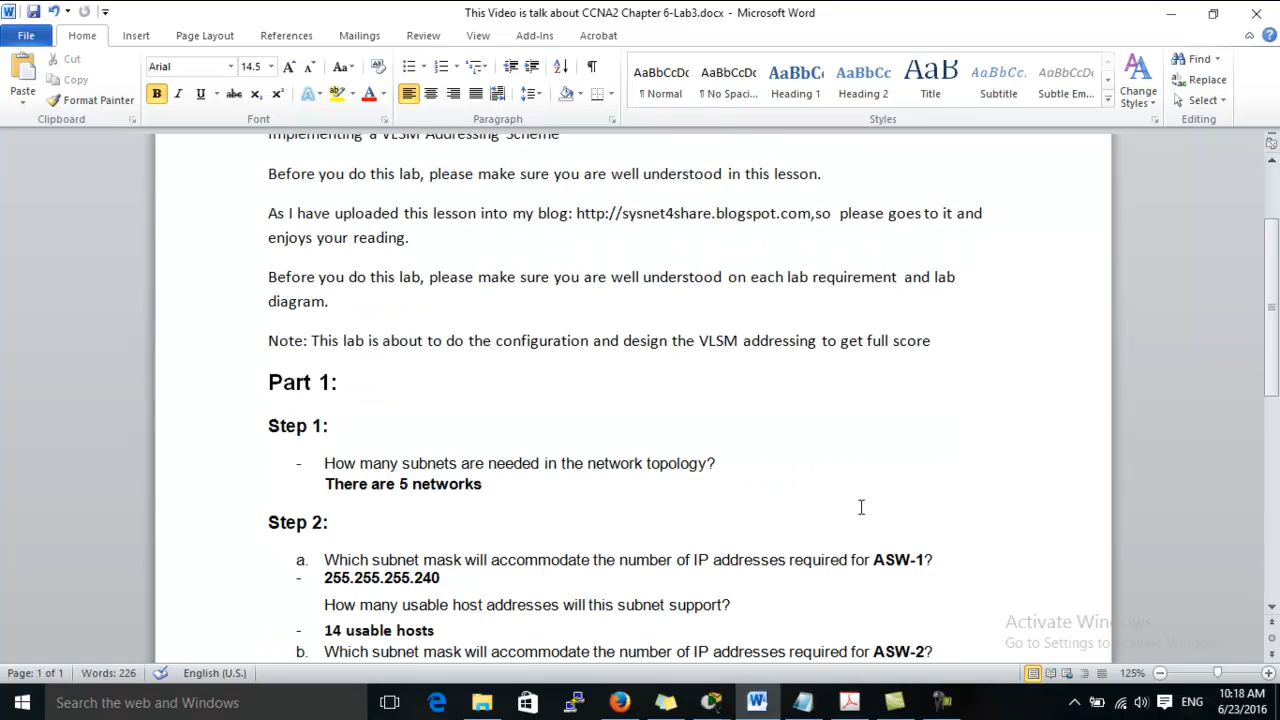 This Video is talk about CCNA2 Chapter 6-Lab3.docx - Microsoft Word
File Home Insert Page Layout References Mailings Review View Add-Ins Acrobat
Paste
Cut
Copy
Format Painter
Clipboard
Arial 14.5
Font
Paragraph
AaBbCcDc AaBbCcDc AaBbC AaBbCc AaB AaBbCcI AaBbCcDc
¶ Normal ¶ No Spaci... Heading 1 Heading 2 Title Subtitle Subtle Em...
Change
Styles
Styles
Find
Replace
Select
Editing
Implementing a VLSM Addressing Scheme
Before you do this lab, please make sure you are well understood in this lesson.
As I have uploaded this lesson into my blog: http://sysnet4share.blogspot.com,so please goes to it and
enjoys your reading.
Before you do this lab, please make sure you are well understood on each lab requirement and lab
diagram.
Note: This lab is about to do the configuration and design the VLSM addressing to get full score
Part 1:
Step 1:
- How many subnets are needed in the network topology?
There are 5 networks
Step 2:
a. Which subnet mask will accommodate the number of IP addresses required for ASW-1?
- 255.255.255.240
How many usable host addresses will this subnet support?
- 14 usable hosts
b. Which subnet mask will accommodate the number of IP addresses required for ASW-2?
Activate Windows
Go to Settings to activate Windows.
Page: 1 of 1 Words: 226 English (U.S.) 125%
Search the web and Windows
ENG
10:18 AM
6/23/2016